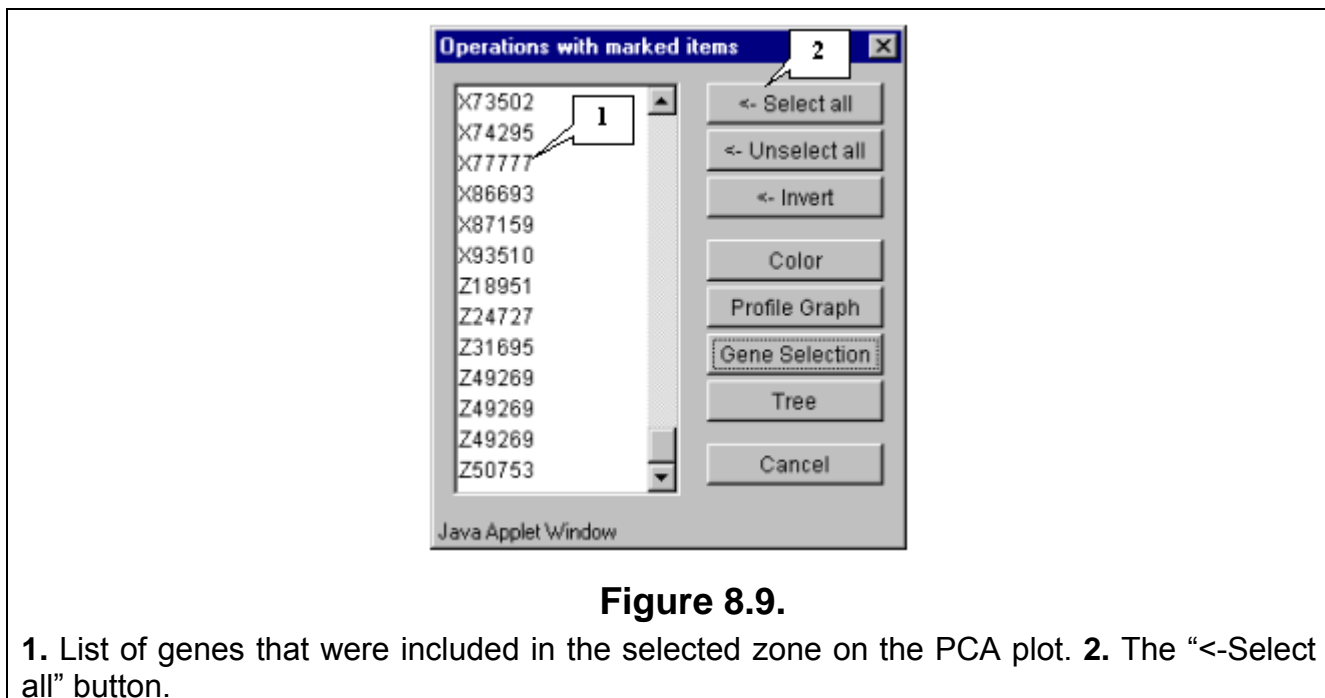 Operations with marked items
2
X73502
1
X74295
X77777
X86693
X87159
X93510
Z18951
Z24727
Z31695
Z49269
Z49269
Z49269
Z50753
<- Select all
<- Unselect all
<- Invert
Color
Profile Graph
Gene Selection
Tree
Cancel
Java Applet Window
Figure 8.9.
1. List of genes that were included in the selected zone on the PCA plot. 2. The “<-Select
all” button.